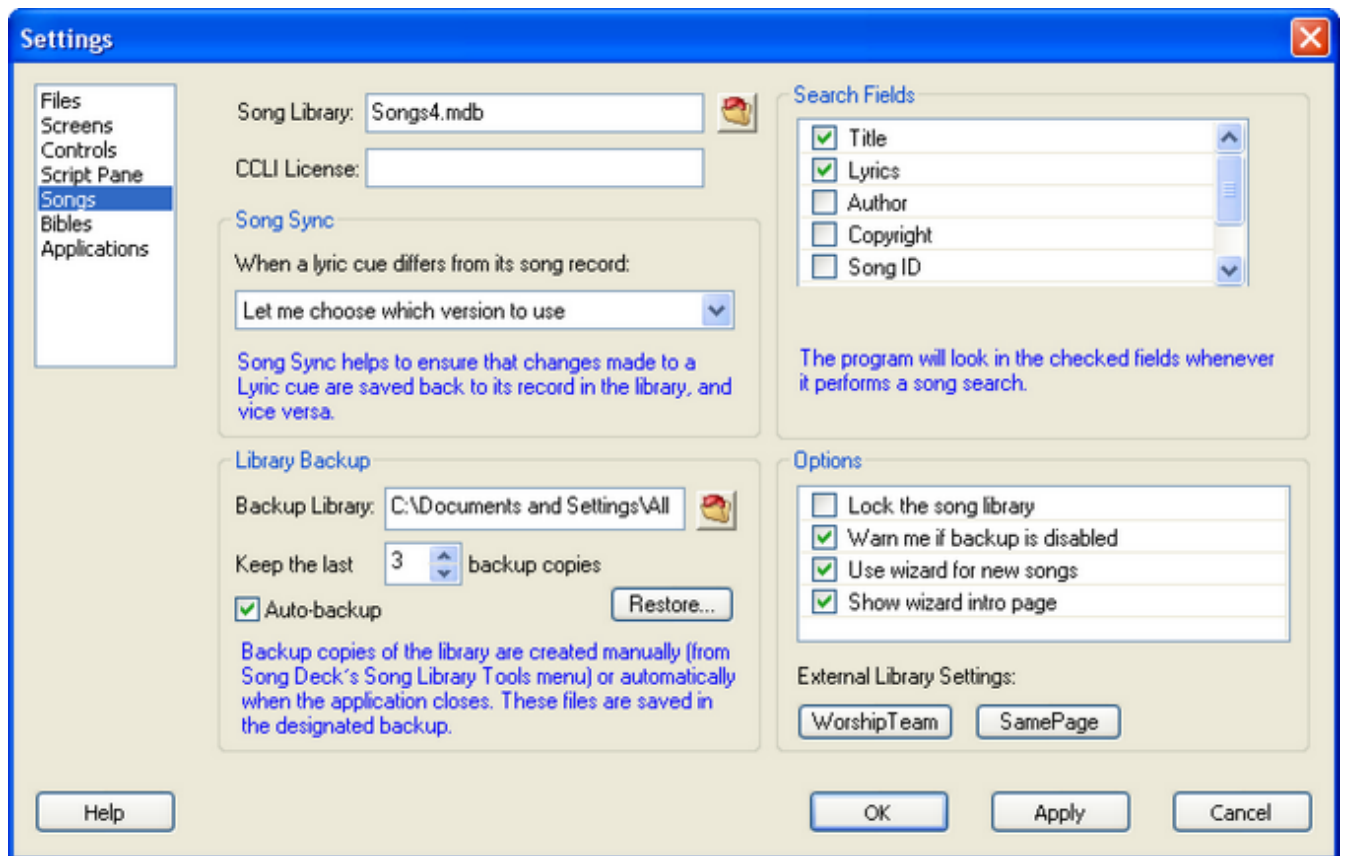 Settings
Files
Screens
Controls
Script Pane
Songs
Bibles
Applications
Song Library: Songs4.mdb
CCLI License:
Song Sync
When a lyric cue differs from its song record:
Let me choose which version to use
Song Sync helps to ensure that changes made to a
Lyric cue are saved back to its record in the library, and
vice versa.
Library Backup
Backup Library: C:\Documents and Settings\All
Keep the last 3 backup copies
Auto-backup
Restore...
Backup copies of the library are created manually (from
Song Deck's Song Library Tools menu) or automatically
when the application closes. These files are saved in
the designated backup.
Search Fields
Title
Lyrics
Author
Copyright
Song ID
The program will look in the checked fields whenever
it performs a song search.
Options
Lock the song library
Warn me if backup is disabled
Use wizard for new songs
Show wizard intro page
External Library Settings:
WorshipTeam SamePage
Help OK Apply Cancel